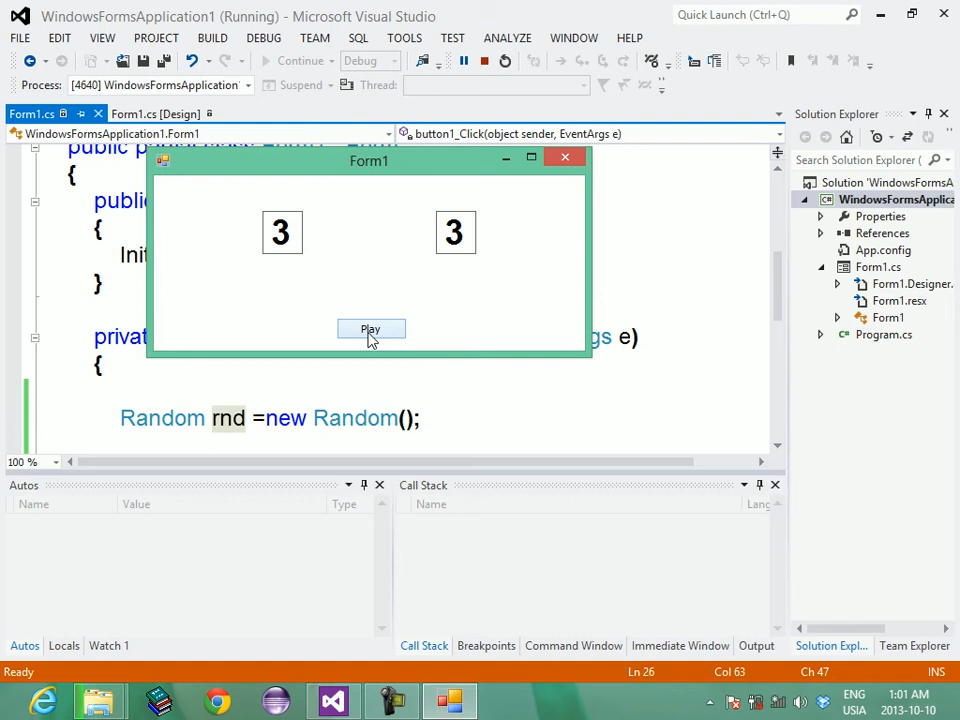 WindowsFormsApplication1 (Running) - Microsoft Visual Studio
Quick Launch (Ctrl+Q)
FILE EDIT VIEW PROJECT BUILD DEBUG TEAM SQL TOOLS TEST ANALYZE WINDOW HELP
Continue Debug
Process: [4640] WindowsFormsApplication Suspend Thread:
Form1.cs Form1.cs [Design]
Solution Explorer
WindowsFormsApplication1.Form1 button1_Click(object sender, EventArgs e)
Search Solution Explorer (
Solution 'WindowsFormsA
WindowsFormsApplica
Properties
References
App.config
Form1.cs
Form1.Designer.
Form1.resx
Form1
Program.cs
{
publi
{
Init
}
privat gs e)
{
Random rnd =new Random();
Form1
3 3
Play
100 %
Autos
Name Value Type
Call Stack
Name Lang
Autos Locals Watch 1
Call Stack Breakpoints Command Window Immediate Window Output
Solution Expl... Team Explorer
Ready Ln 26 Col 63 Ch 47 INS
ENG 1:01 AM
USIA 2013-10-10